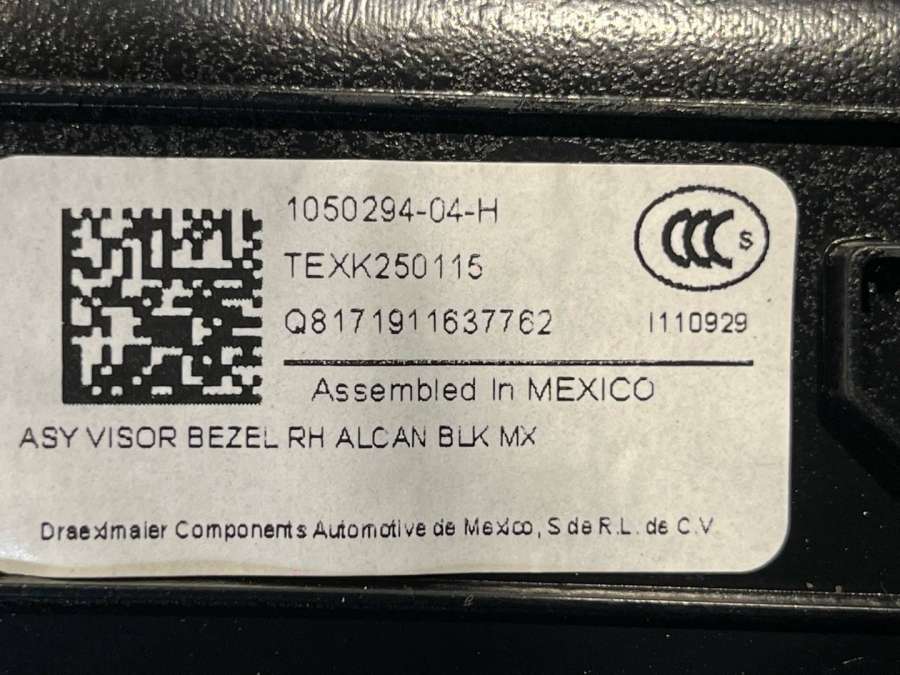 1050294-04-H
TEXK250115
CCC S
Q8171911637762
I110929
Assembled In MEXICO
ASY VISOR BEZEL RH ALCAN BLK MX
Draexlmaier Components Automotive de Mexico, S de R.L. de C.V